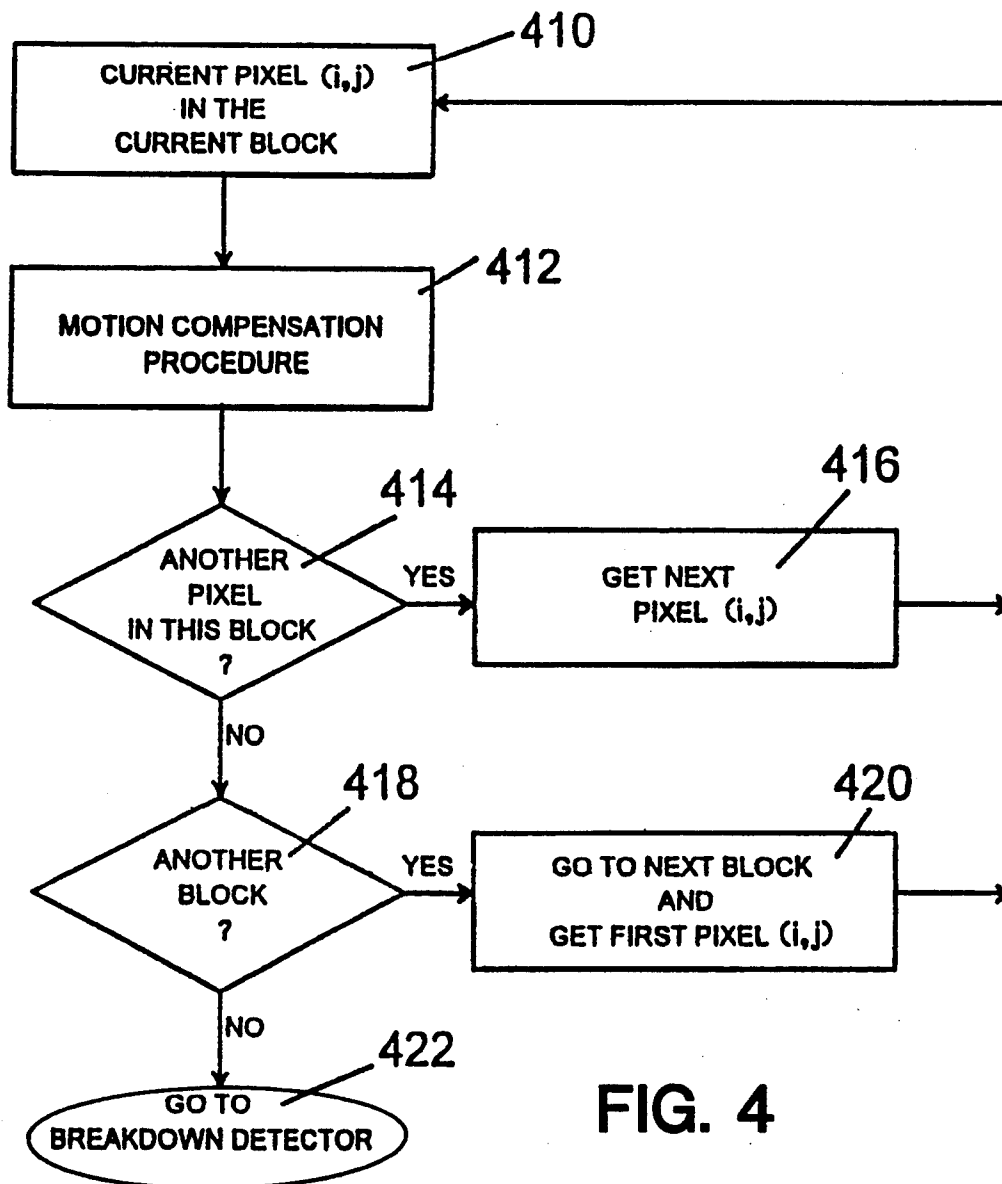 410
CURRENT PIXEL (i,j)
IN THE
CURRENT BLOCK
412
MOTION COMPENSATION
PROCEDURE
414
ANOTHER
PIXEL
IN THIS BLOCK
?
YES
416
GET NEXT
PIXEL (i,j)
NO
418
ANOTHER
BLOCK
?
YES
420
GO TO NEXT BLOCK
AND
GET FIRST PIXEL (i,j)
NO
422
GO TO
BREAKDOWN DETECTOR
FIG. 4